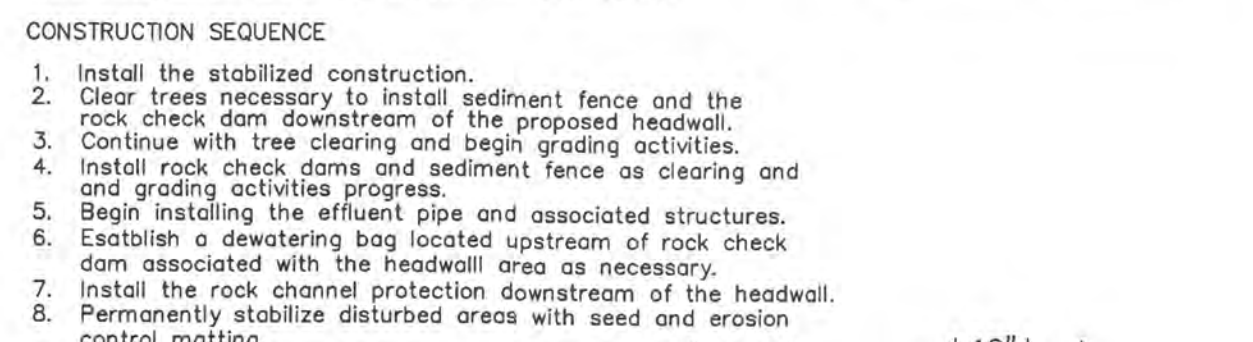 CONSTRUCTION SEQUENCE
1. Install the stabilized construction.
2. Clear trees necessary to install sediment fence and the
rock check dam downstream of the proposed headwall.
3. Continue with tree clearing and begin grading activities.
4. Install rock check dams and sediment fence as clearing and
and grading activities progress.
5. Begin installing the effluent pipe and associated structures.
6. Esatblish a dewatering bag located upstream of rock check
dam associated with the headwalll area as necessary.
7. Install the rock channel protection downstream of the headwall.
8. Permanently stabilize disturbed areas with seed and erosion
control matting